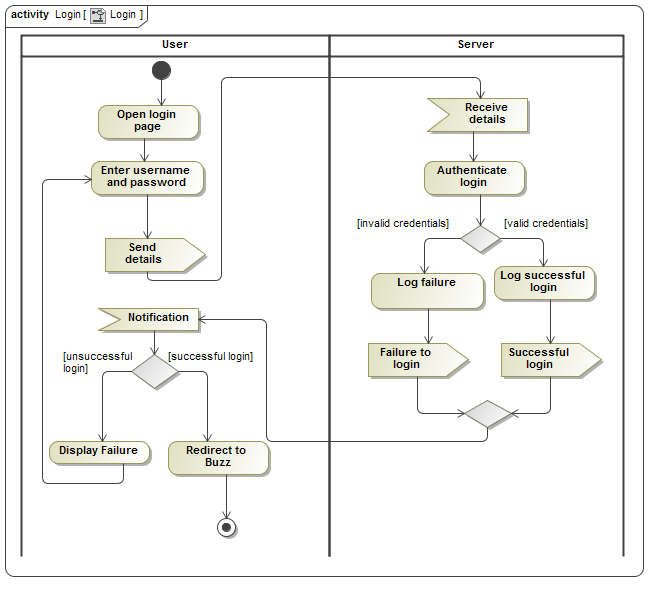 activity Login [ Login ]
User
Server
Open login
page
Enter username
and password
Send
details
Receive
details
Authenticate
login
[invalid credentials]
[valid credentials]
Log failure
Log successful
login
Failure to
login
Successful
login
Notification
[unsuccessful
login]
[successful login]
Display Failure
Redirect to
Buzz